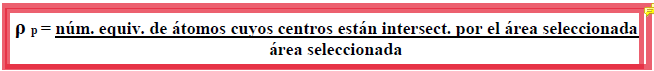 ρ p = núm. equiv. de átomos cuyos centros están intersect. por el área seleccionada
área seleccionada